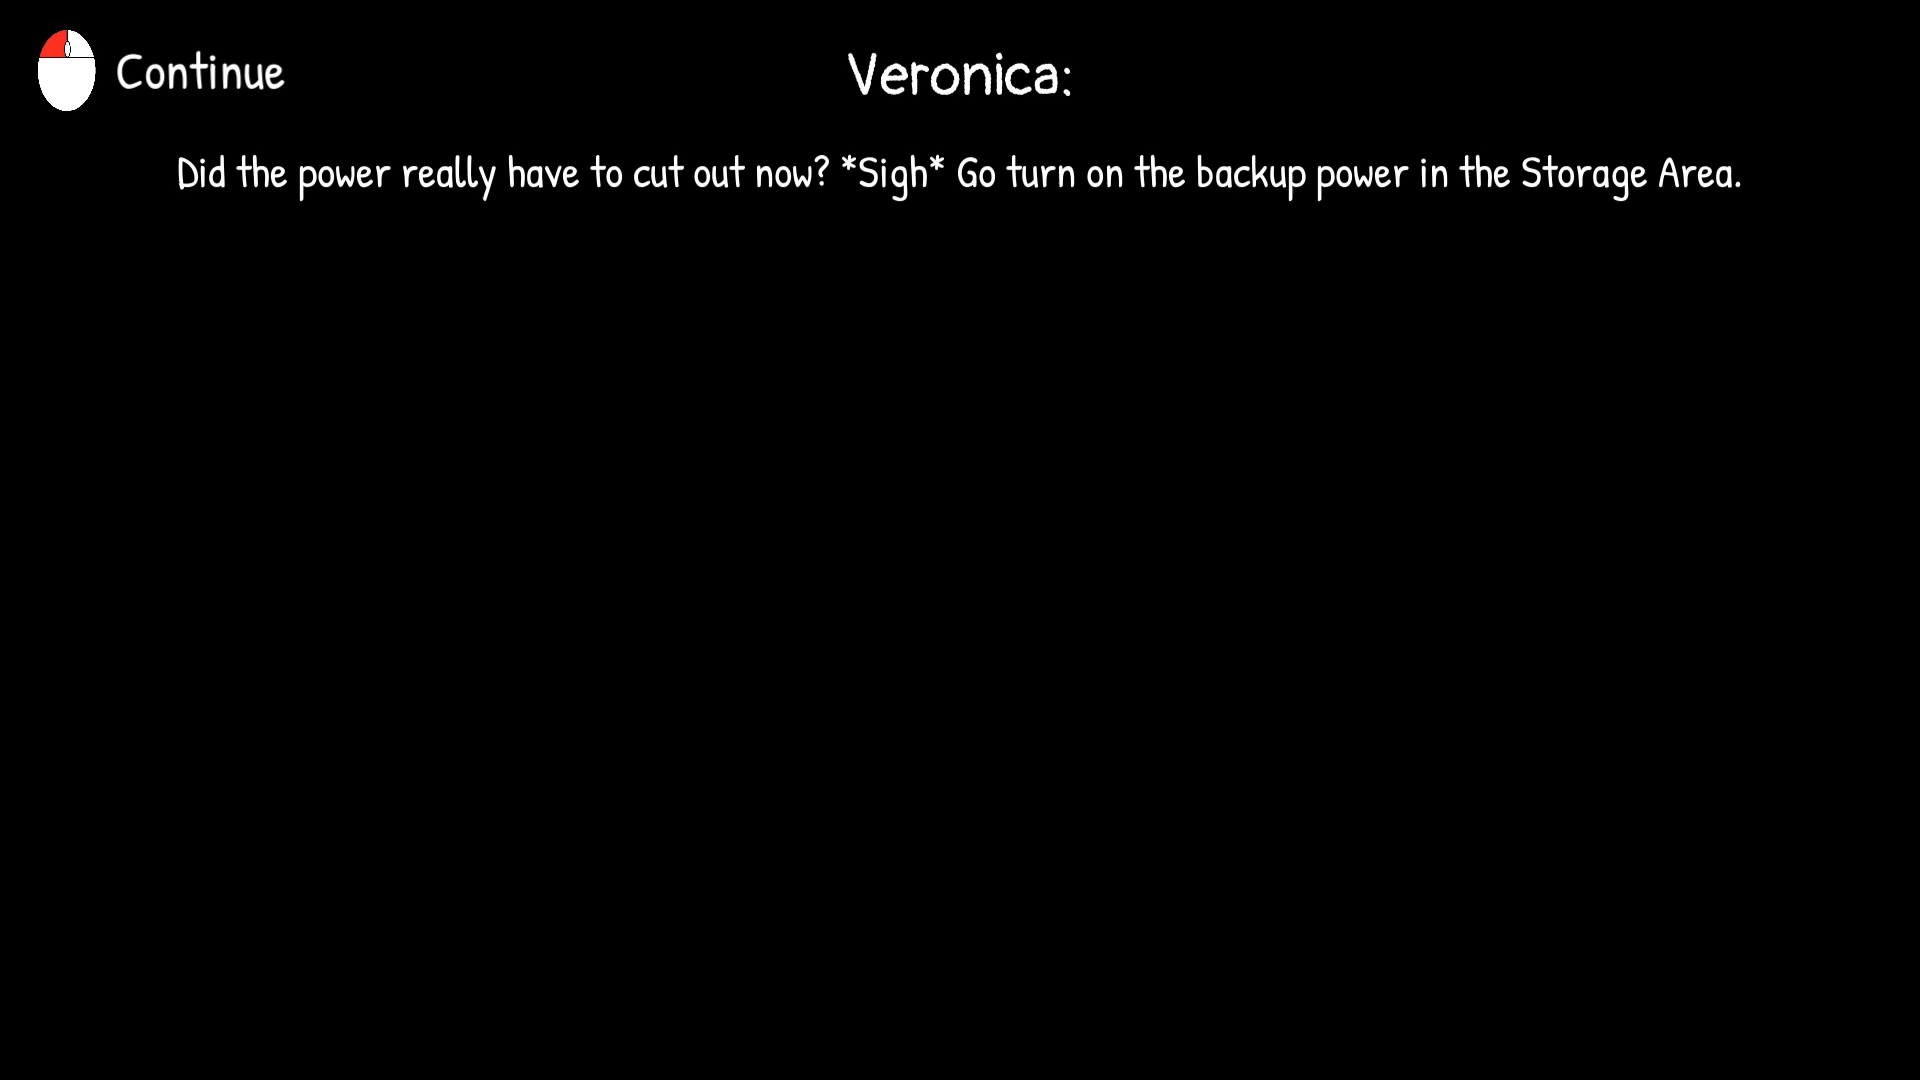 Continue
Veronica:
Did the power really have to cut out now? *Sigh* Go turn on the backup power in the Storage Area.